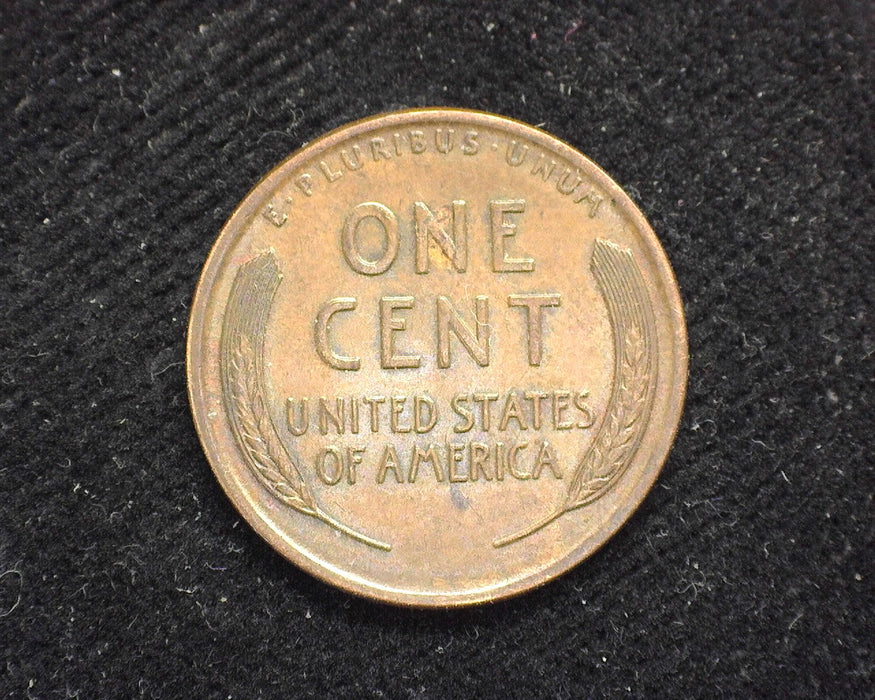 E·PLURIBUS·UNUM
ONE
CENT
UNITED STATES
OF AMERICA